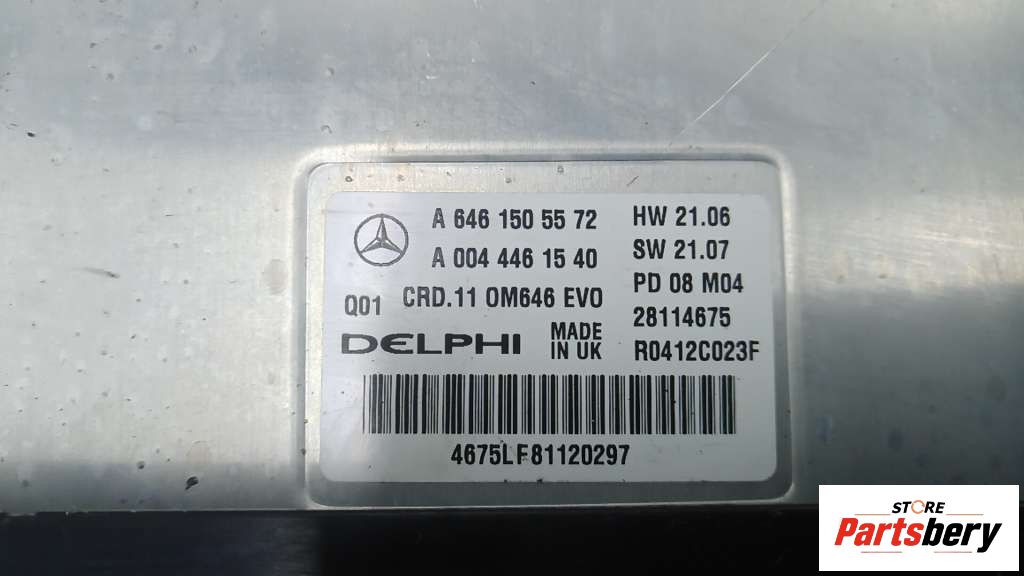 A 646 150 55 72
HW 21.06
A 004 446 15 40
SW 21.07
Q01
CRD.11 OM646 EVO
PD 08 M04
28114675
DELPHI
MADE
IN UK
R0412C023F
4675LF81120297
STORE
Partsbery